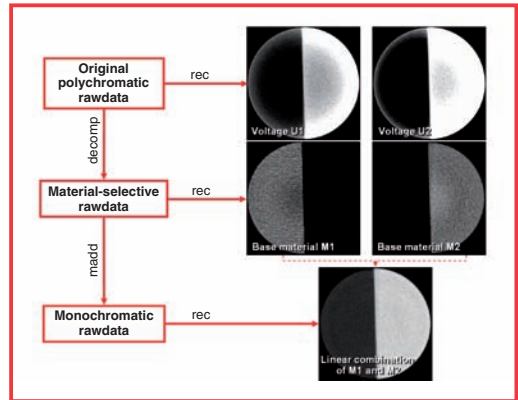 Original
polychromatic
rawdata
rec
Voltage U1
Voltage U2
decomp
Material-selective
rawdata
rec
Base material M1
Base material M2
madd
Monochromatic
rawdata
rec
Linear combination
of M1 and M2